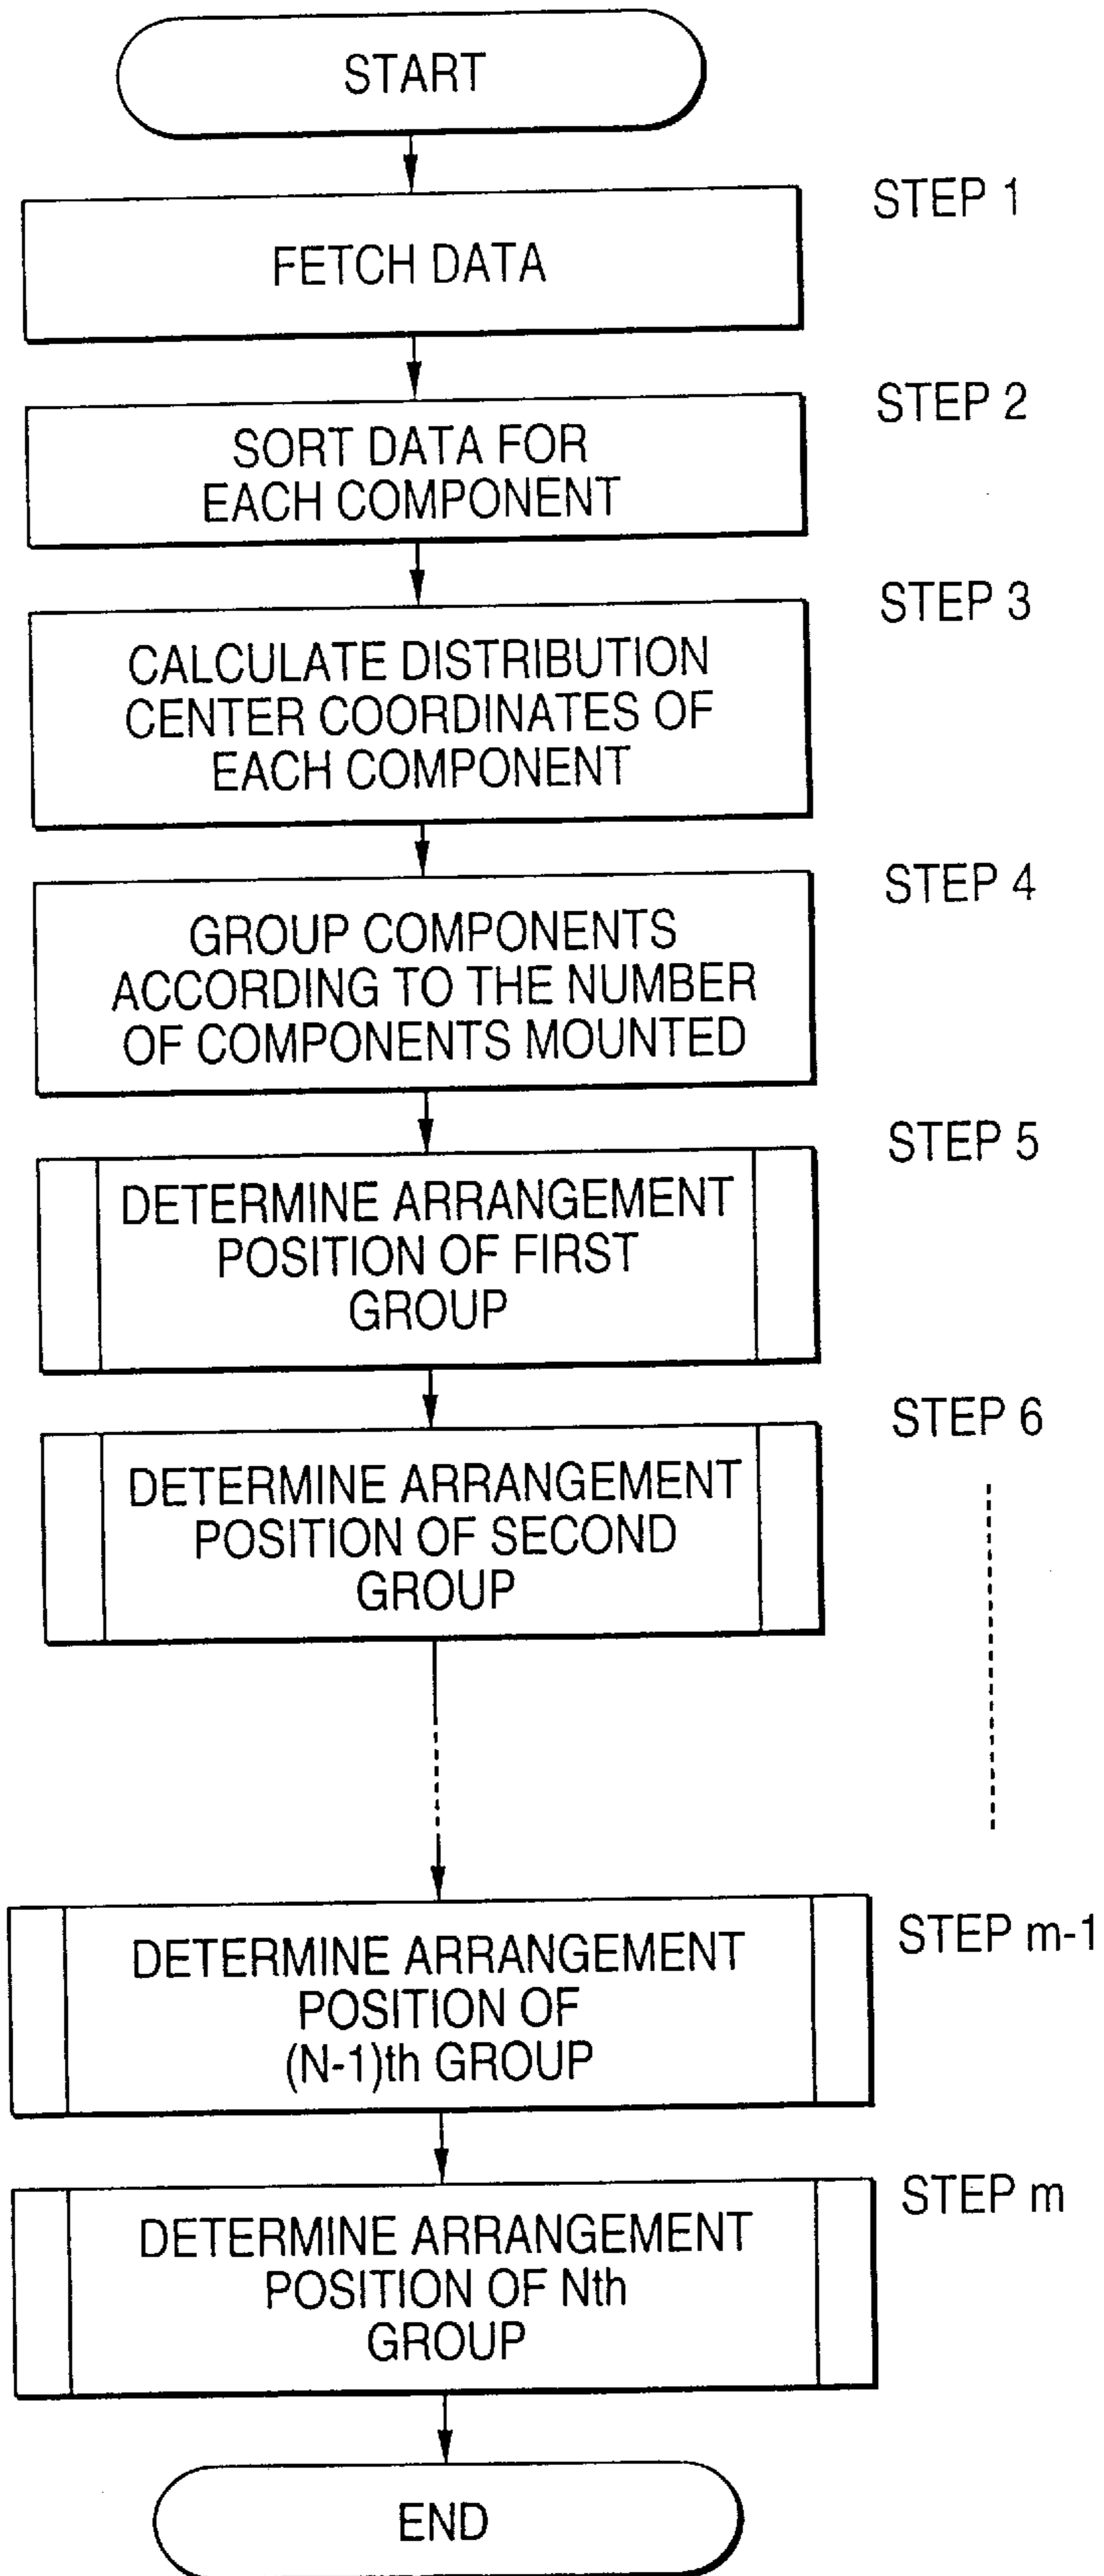 START
STEP 1
FETCH DATA
STEP 2
SORT DATA FOR
EACH COMPONENT
STEP 3
CALCULATE DISTRIBUTION
CENTER COORDINATES OF
EACH COMPONENT
STEP 4
GROUP COMPONENTS
ACCORDING TO THE NUMBER
OF COMPONENTS MOUNTED
STEP 5
DETERMINE ARRANGEMENT
POSITION OF FIRST
GROUP
STEP 6
DETERMINE ARRANGEMENT
POSITION OF SECOND
GROUP
STEP m-1
DETERMINE ARRANGEMENT
POSITION OF
(N-1)th GROUP
STEP m
DETERMINE ARRANGEMENT
POSITION OF Nth
GROUP
END